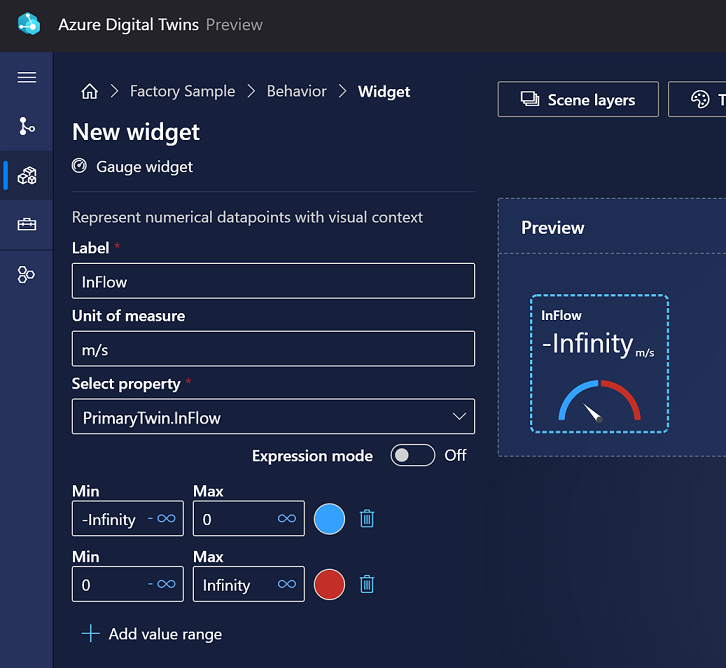 Azure Digital Twins Preview
Factory Sample > Behavior > Widget
Scene layers
T
New widget
Gauge widget
Represent numerical datapoints with visual context
Label *
InFlow
Unit of measure
m/s
Select property *
PrimaryTwin.InFlow
Expression mode Off
Min Max
-Infinity -∞ 0 ∞
Min Max
0 -∞ Infinity ∞
Add value range
Preview
InFlow
-Infinity m/s